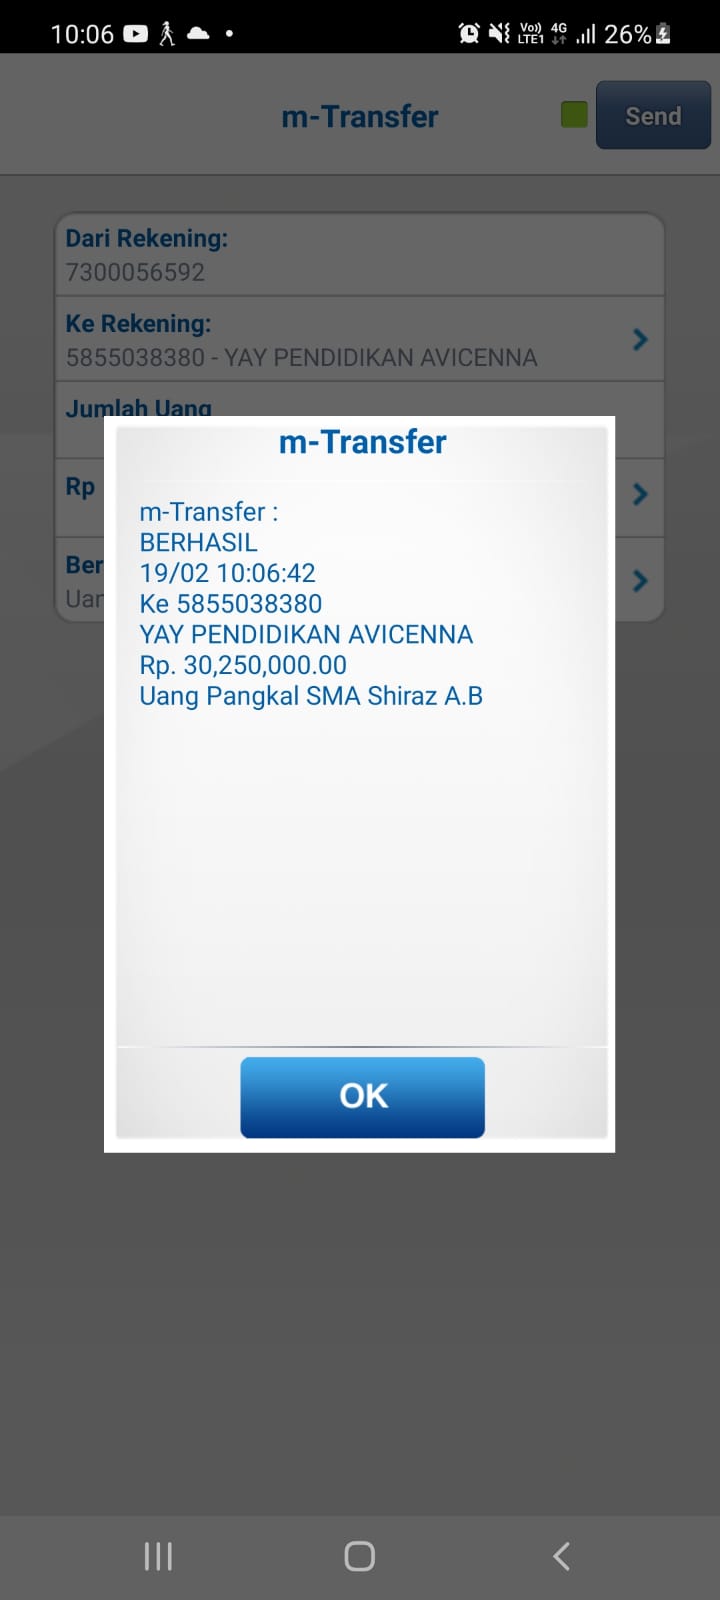 10:06
Vo)) LTE1 4G 26%
m-Transfer
Send
Dari Rekening:
7300056592
Ke Rekening:
5855038380 - YAY PENDIDIKAN AVICENNA
Jumlah Uang
Rp
Ber
Uar
m-Transfer
m-Transfer :
BERHASIL
19/02 10:06:42
Ke 5855038380
YAY PENDIDIKAN AVICENNA
Rp. 30,250,000.00
Uang Pangkal SMA Shiraz A.B
OK